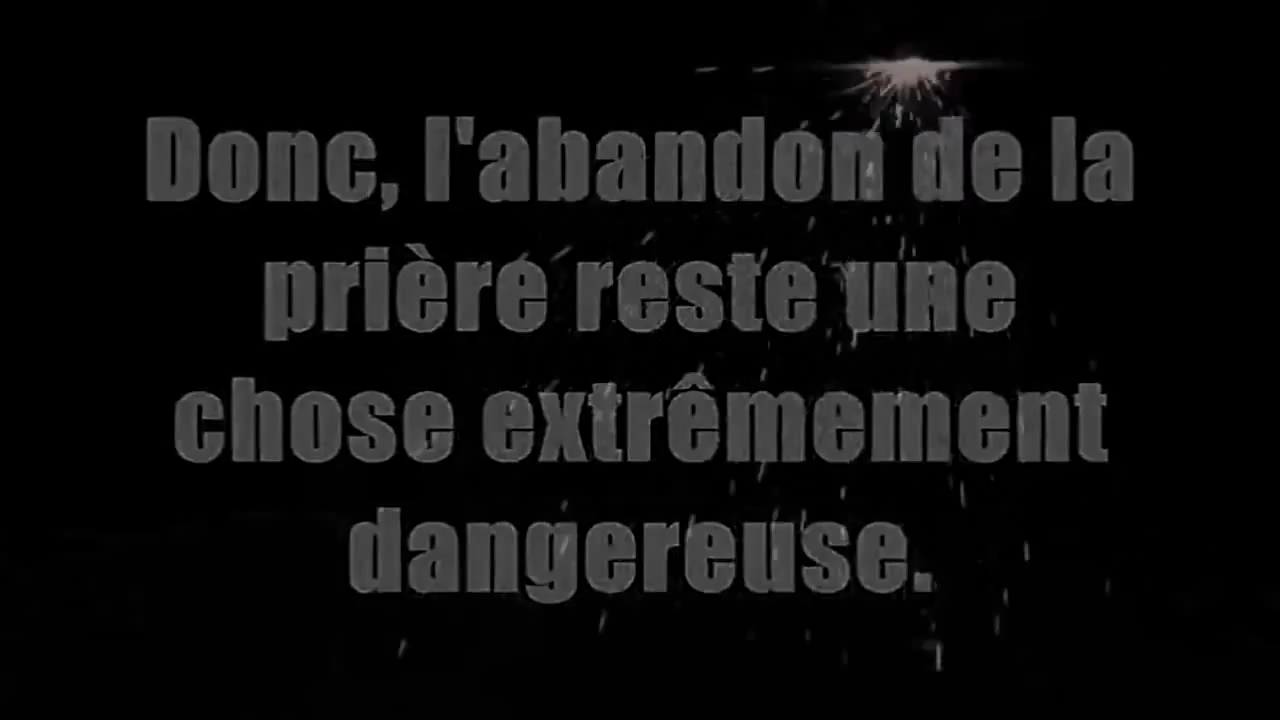 Donc, l'abandon de la
prière reste une
chose extrêmement
dangereuse.